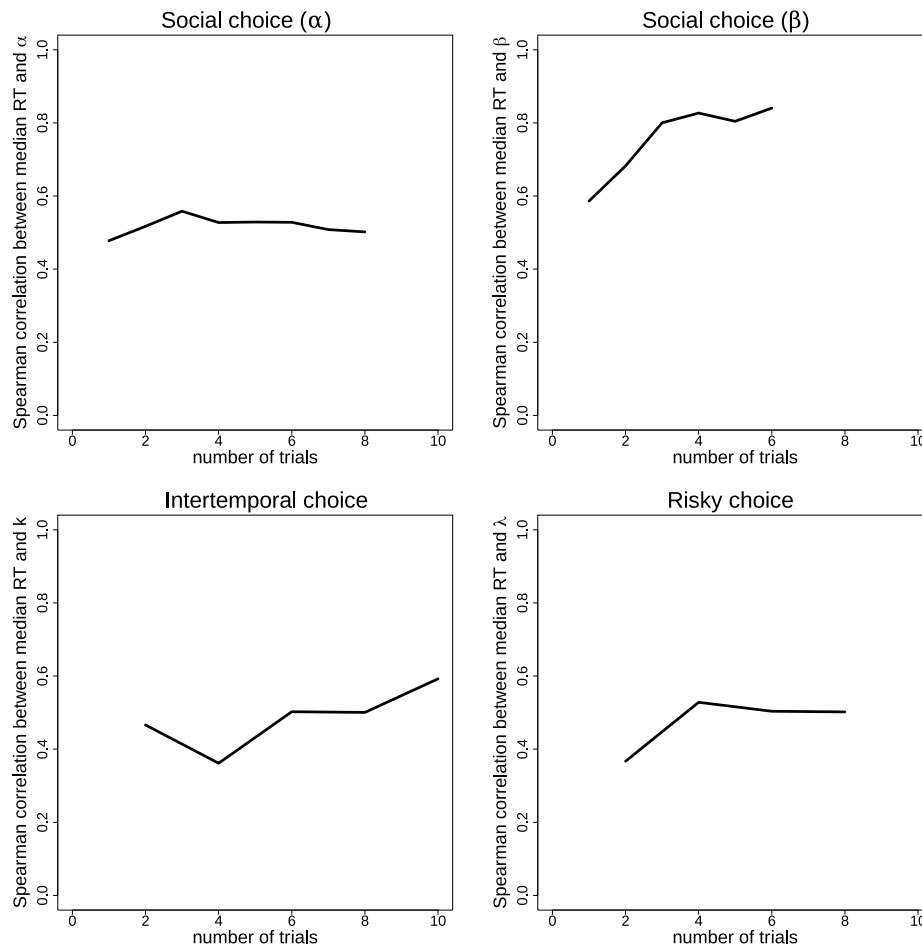 Social choice (α)
Spearman correlation between median RT and α
0.0 0.2 0.4 0.6 0.8 1.0
0 2 4 6 8 10
number of trials
Social choice (β)
Spearman correlation between median RT and β
0.0 0.2 0.4 0.6 0.8 1.0
0 2 4 6 8 10
number of trials
Intertemporal choice
Spearman correlation between median RT and k
0.0 0.2 0.4 0.6 0.8 1.0
0 2 4 6 8 10
number of trials
Risky choice
Spearman correlation between median RT and λ
0.0 0.2 0.4 0.6 0.8 1.0
0 2 4 6 8 10
number of trials